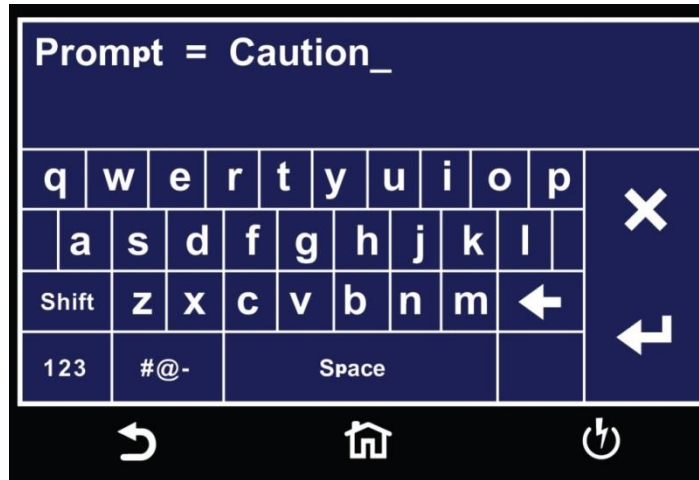 Prompt = Caution_
q w e r t y u i o p
a s d f g h j k l
Shift z x c v b n m
123 #@- Space